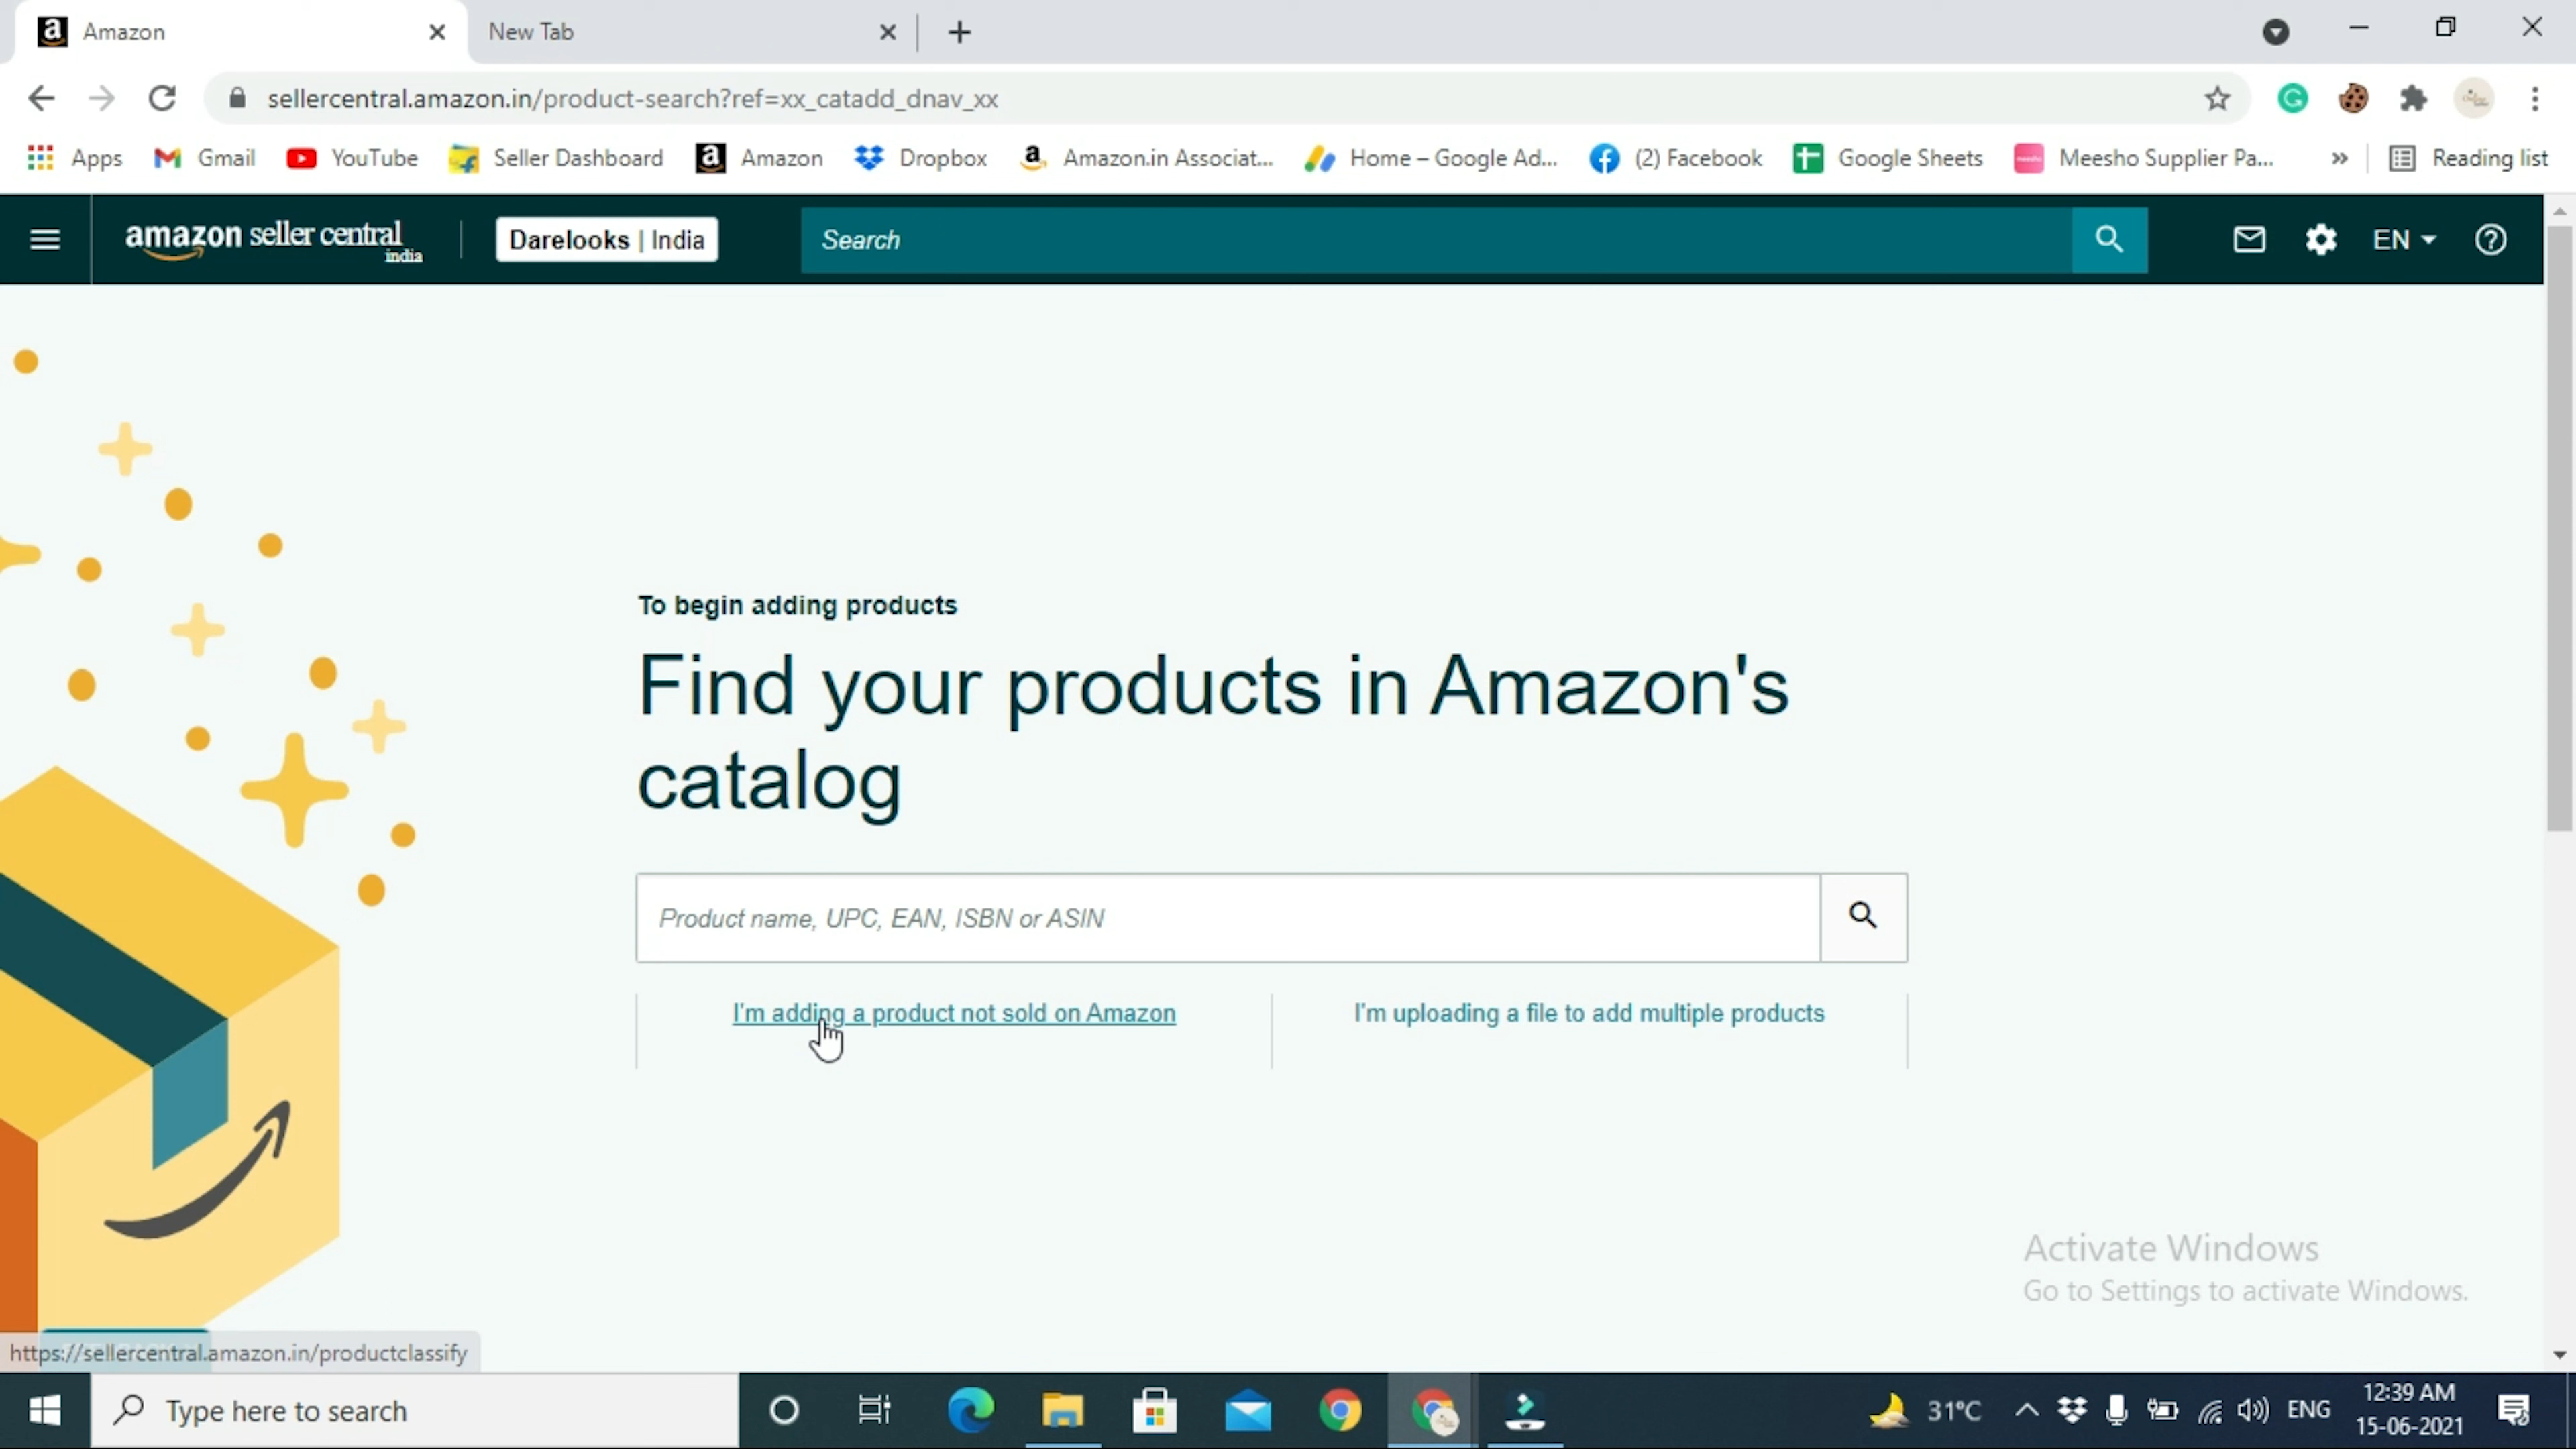 Amazon
New Tab
sellercentral.amazon.in/product-search?ref=xx_catadd_dnav_xx
Apps Gmail YouTube Seller Dashboard Amazon Dropbox Amazon.in Associat... Home – Google Ad... (2) Facebook Google Sheets Meesho Supplier Pa... » Reading list
amazon seller central
india
Darelooks | India
Search
EN
To begin adding products
Find your products in Amazon's
catalog
Product name, UPC, EAN, ISBN or ASIN
I'm adding a product not sold on Amazon
I'm uploading a file to add multiple products
Activate Windows
Go to Settings to activate Windows.
https://sellercentral.amazon.in/productclassify
Type here to search
31°C
ENG
12:39 AM
15-06-2021